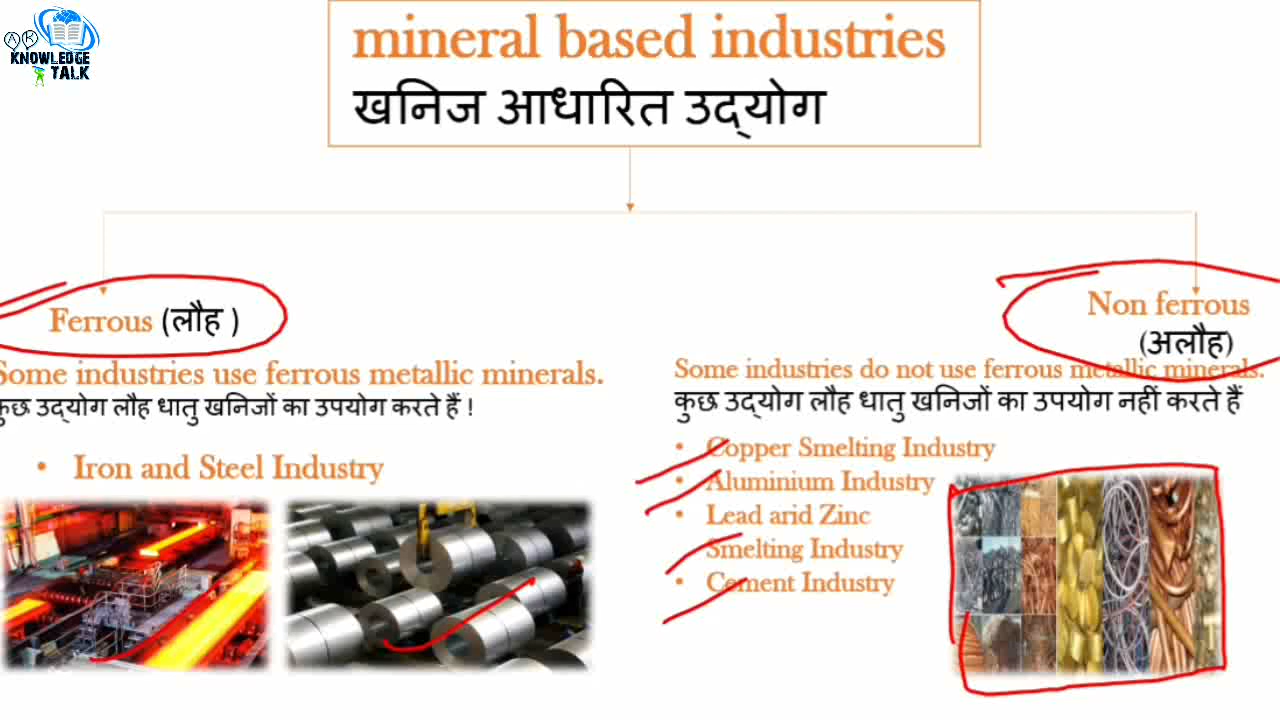 AK
KNOWLEDGE
TALK
mineral based industries
खनिज आधारित उद्योग
Ferrous (लौह )
Some industries use ferrous metallic minerals.
कुछ उद्योग लौह धातु खनिजों का उपयोग करते हैं !
• Iron and Steel Industry
Non ferrous
(अलौह)
Some industries do not use ferrous metallic minerals.
कुछ उद्योग लौह धातु खनिजों का उपयोग नहीं करते हैं
• Copper Smelting Industry
• Aluminium Industry
• Lead arid Zinc
• Smelting Industry
• Cement Industry